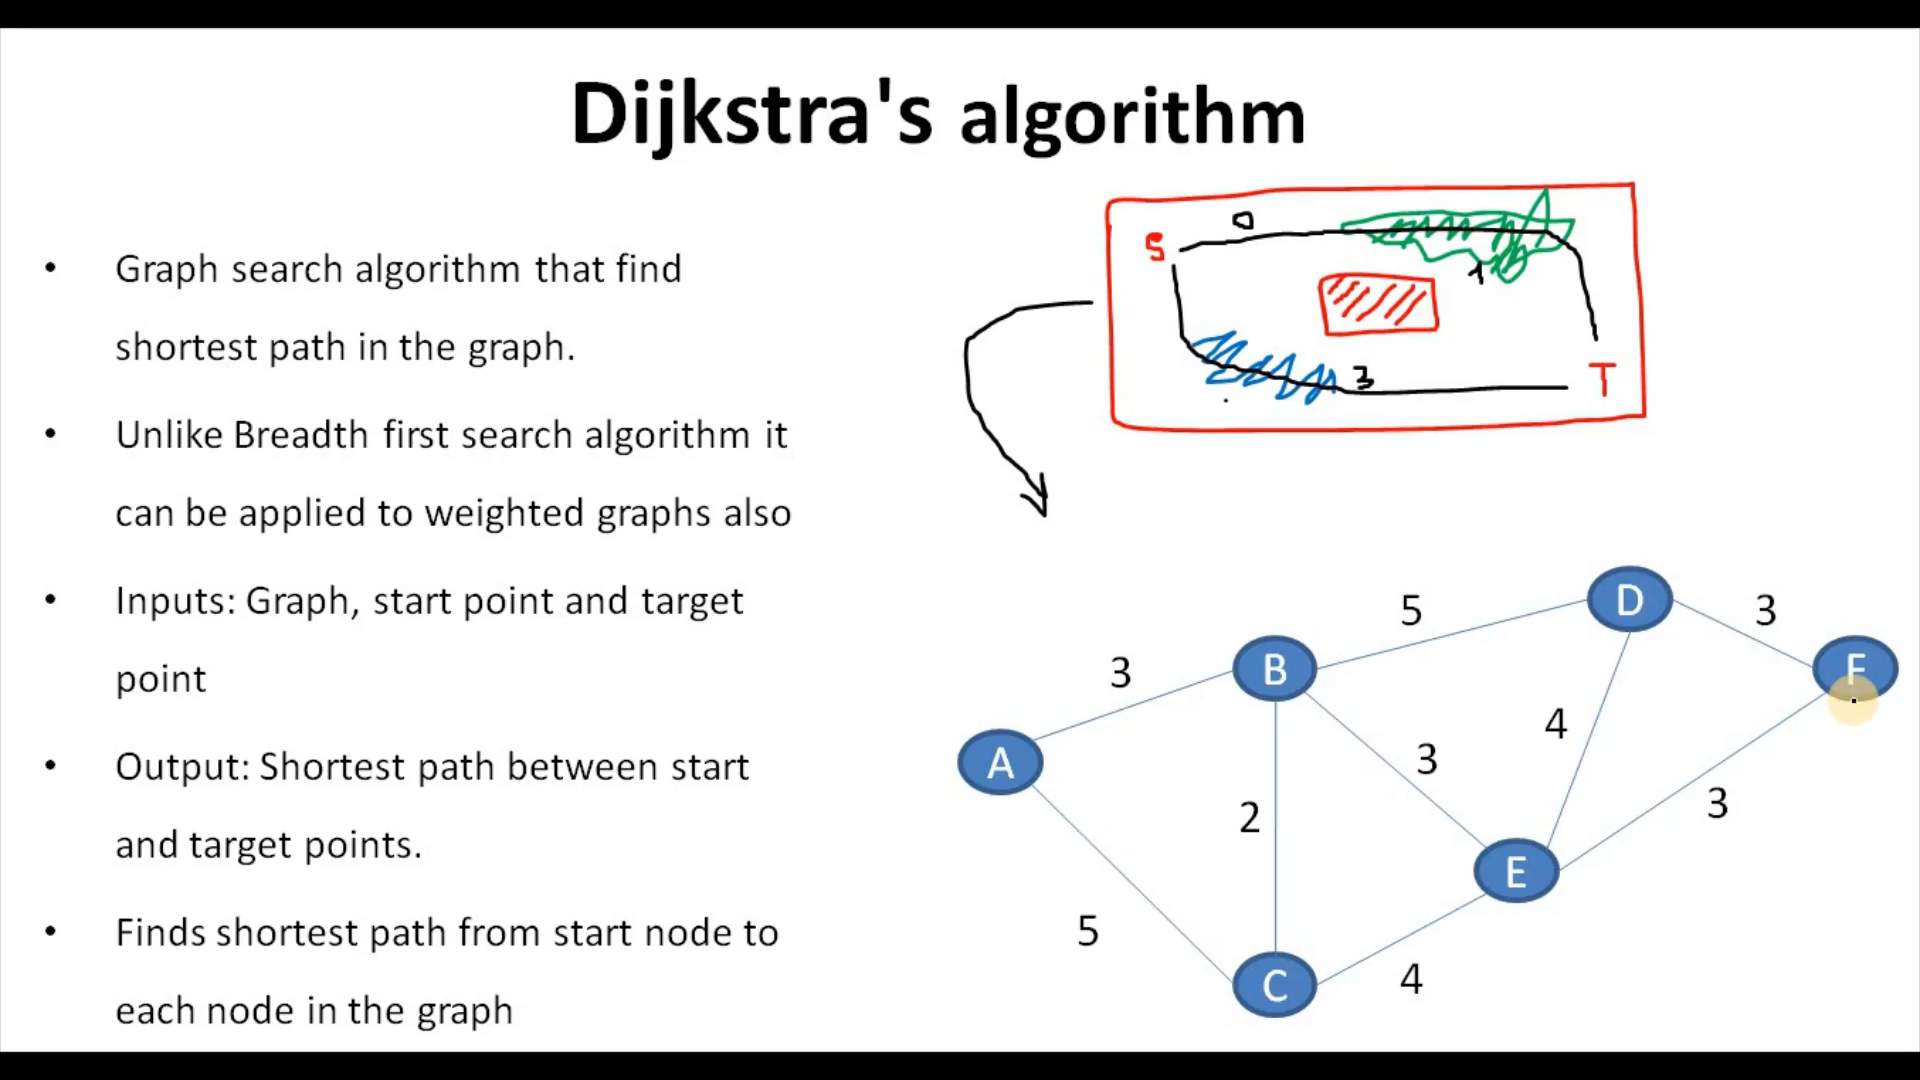 Dijkstra's algorithm
• Graph search algorithm that find
shortest path in the graph.
• Unlike Breadth first search algorithm it
can be applied to weighted graphs also
• Inputs: Graph, start point and target
point
• Output: Shortest path between start
and target points.
• Finds shortest path from start node to
each node in the graph
S
0
1
3
T
5
D
3
3
B
F
A
4
3
2
3
E
5
C
4